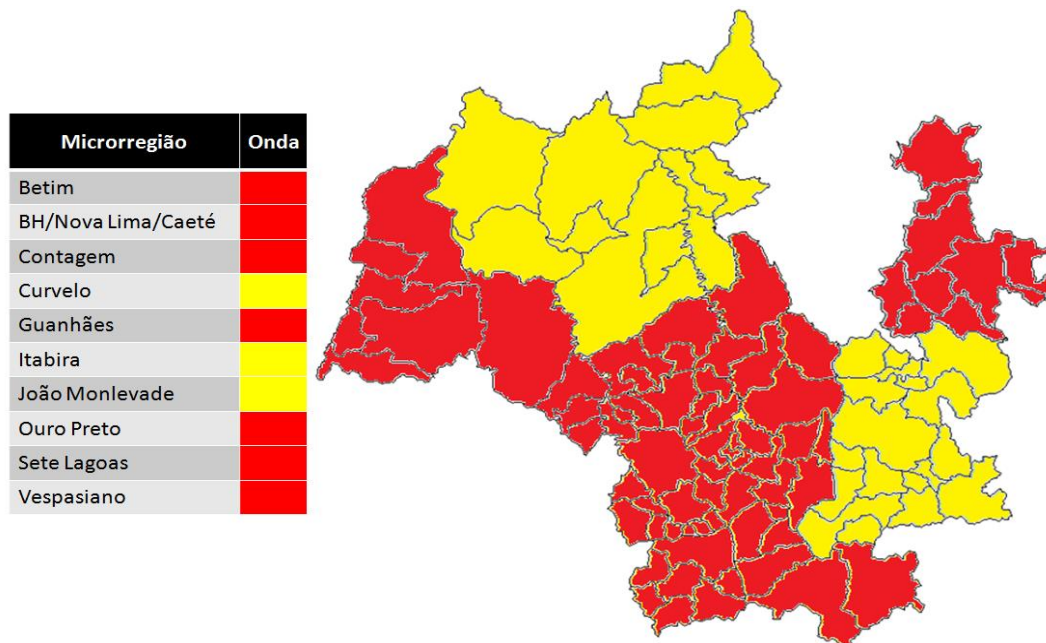 Microrregião Onda
Betim
BH/Nova Lima/Caeté
Contagem
Curvelo
Guanhães
Itabira
João Monlevade
Ouro Preto
Sete Lagoas
Vespasiano